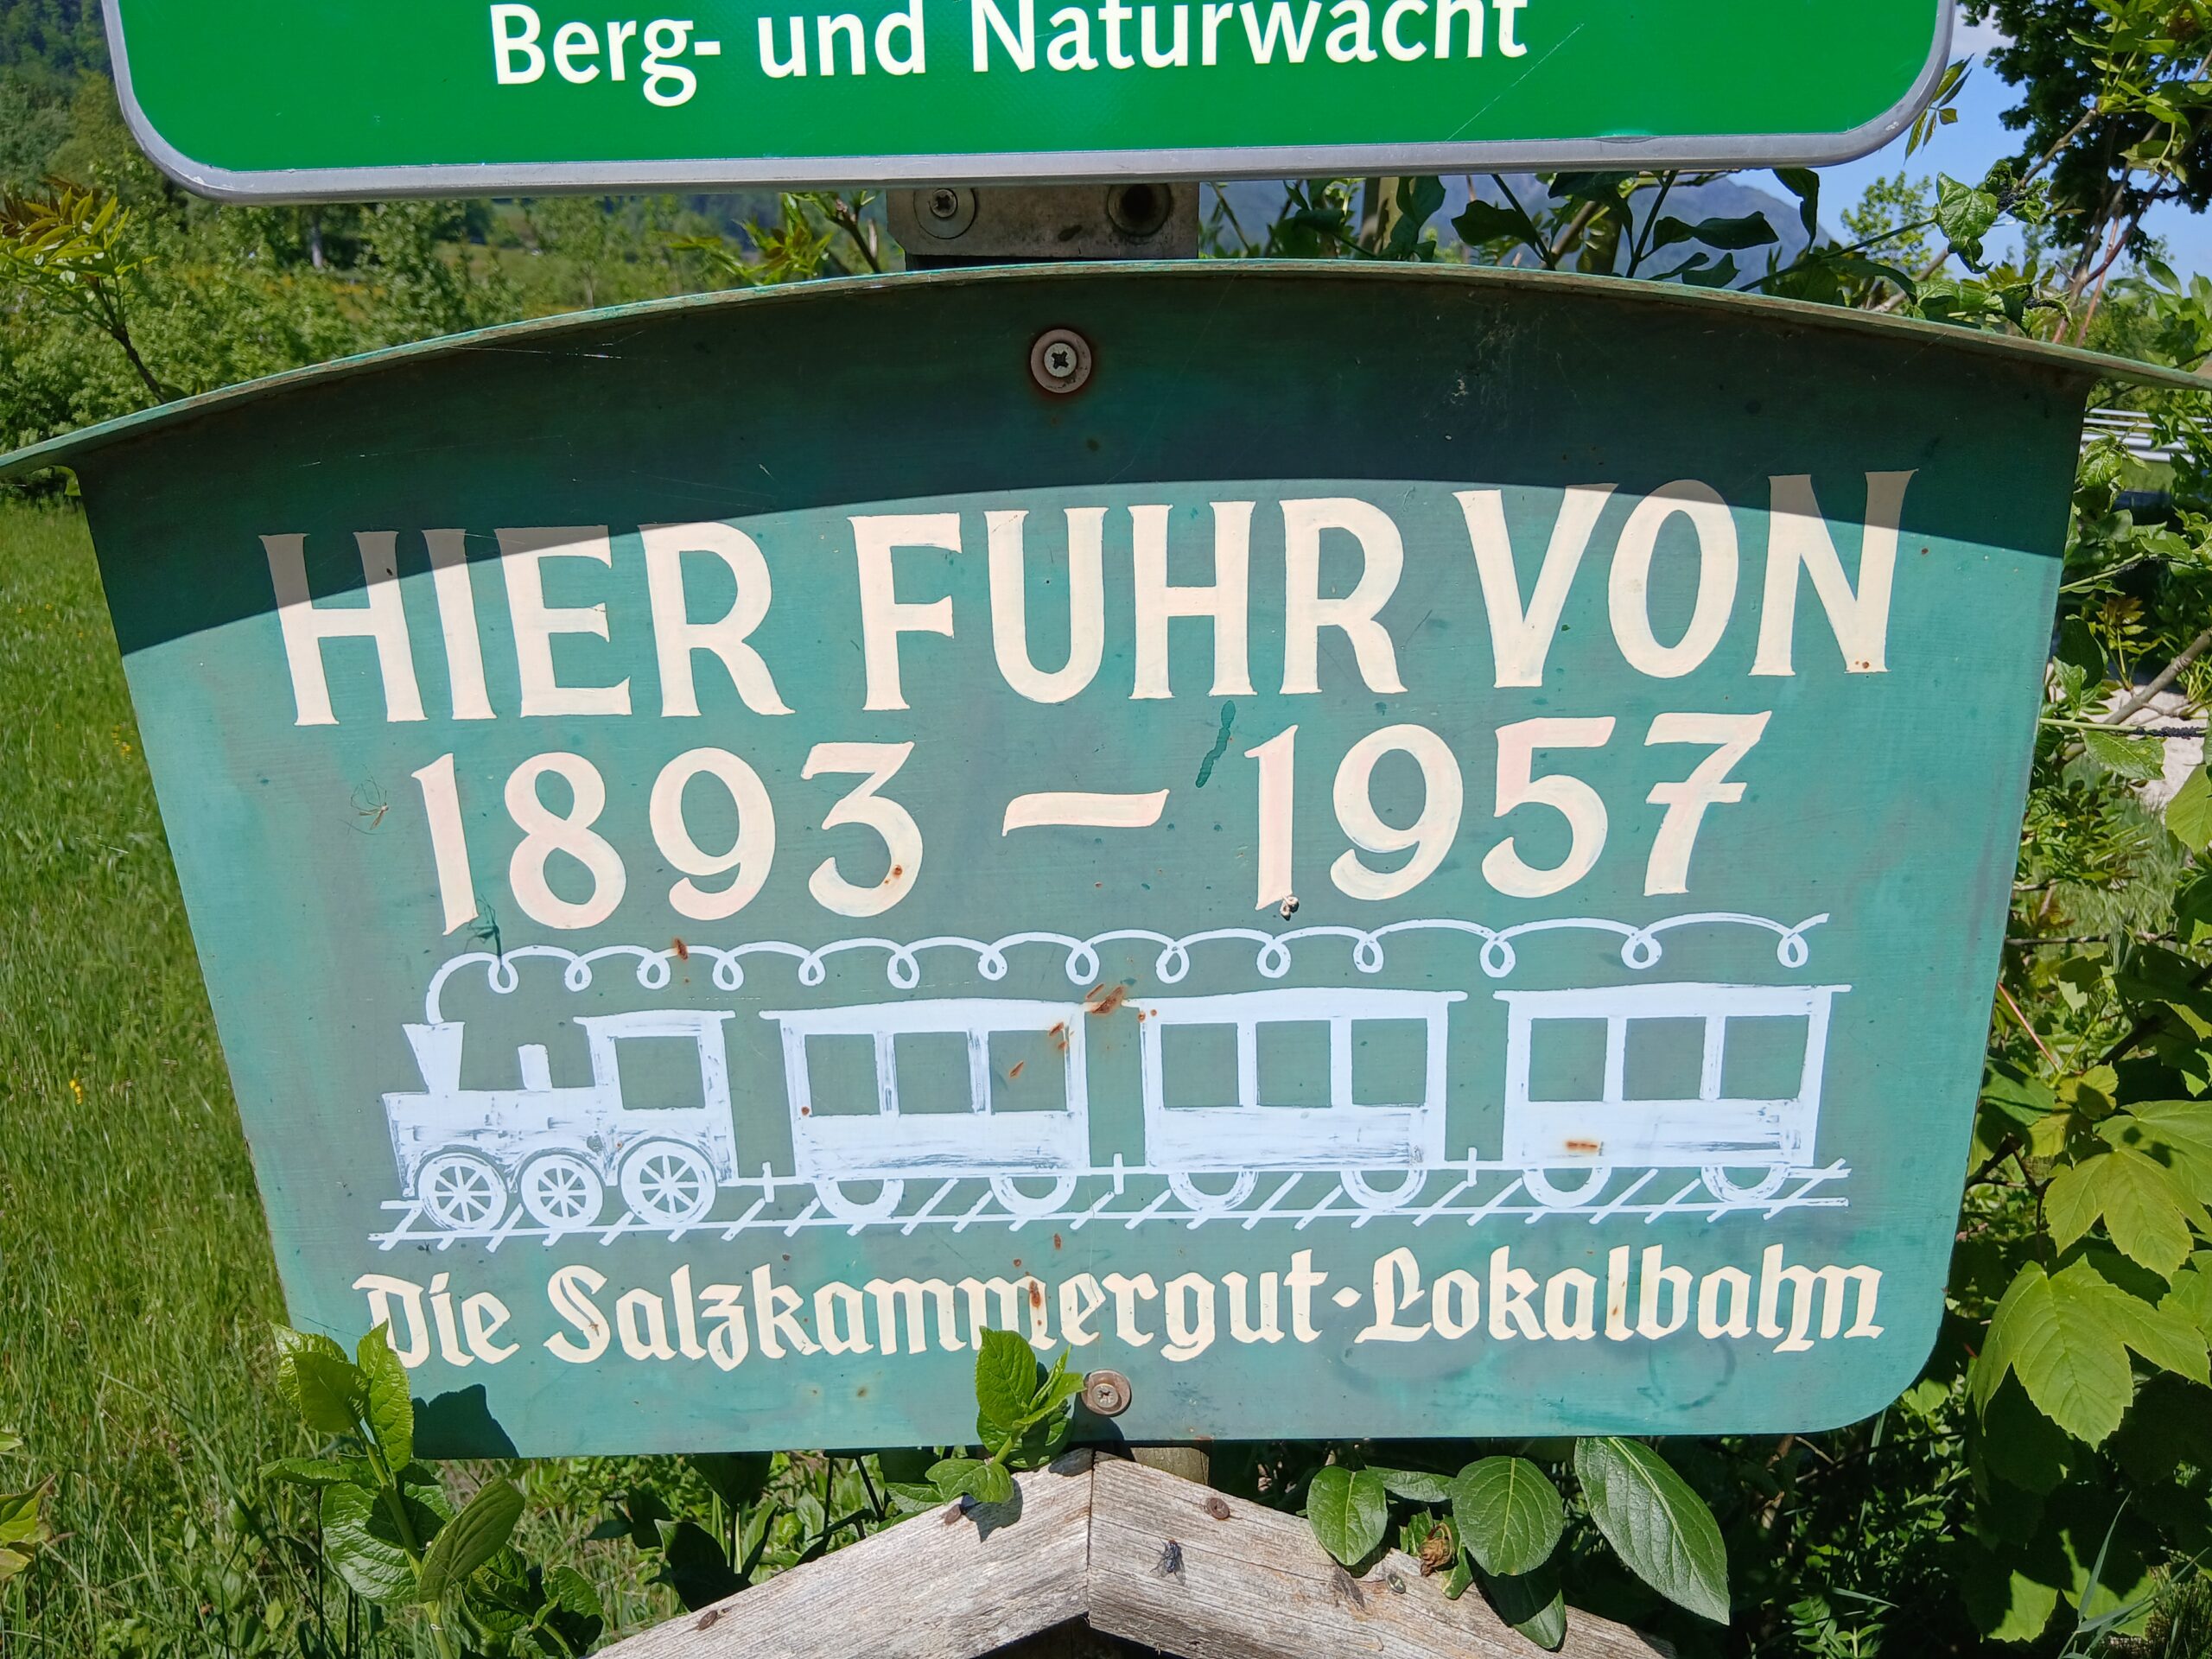 Berg- und Naturwacht
HIER FUHR VON
1893 – 1957
Die Salzkammergut-Lokalbahn